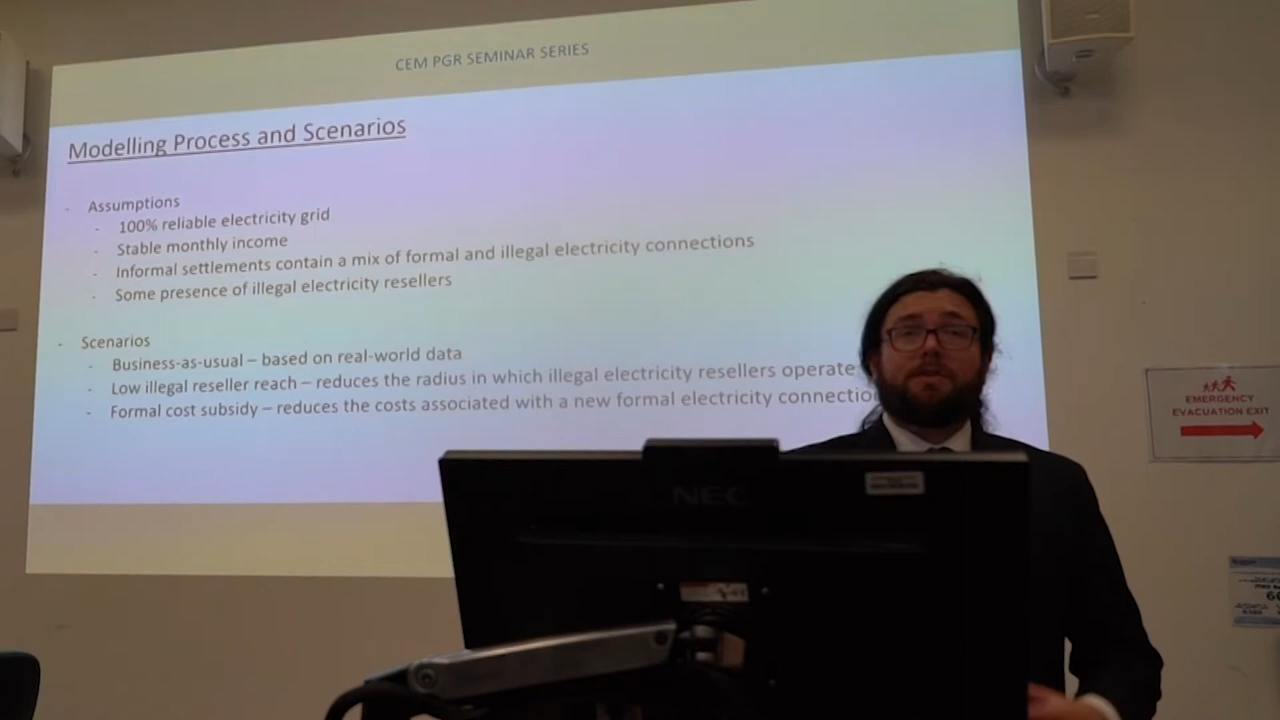 CEM PGR SEMINAR SERIES
Modelling Process and Scenarios
- Assumptions
- 100% reliable electricity grid
- Stable monthly income
- Informal settlements contain a mix of formal and illegal electricity connections
- Some presence of illegal electricity resellers
- Scenarios
- Business-as-usual – based on real-world data
- Low illegal reseller reach – reduces the radius in which illegal electricity resellers operate
- Formal cost subsidy – reduces the costs associated with a new formal electricity connectio
NEC
EMERGENCY
EVACUATION EXIT